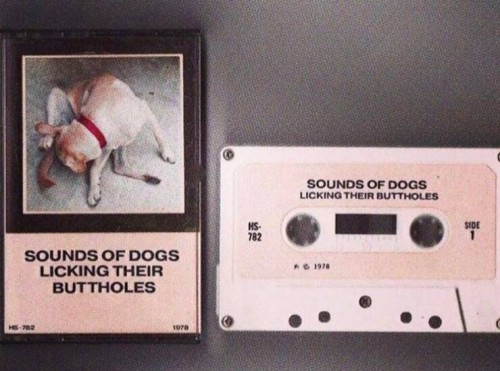 SOUNDS OF DOGS
LICKING THEIR
BUTTHOLES
HS-782 1978
SOUNDS OF DOGS
LICKING THEIR BUTTHOLES
HS-
782
SIDE
1
℗ © 1978